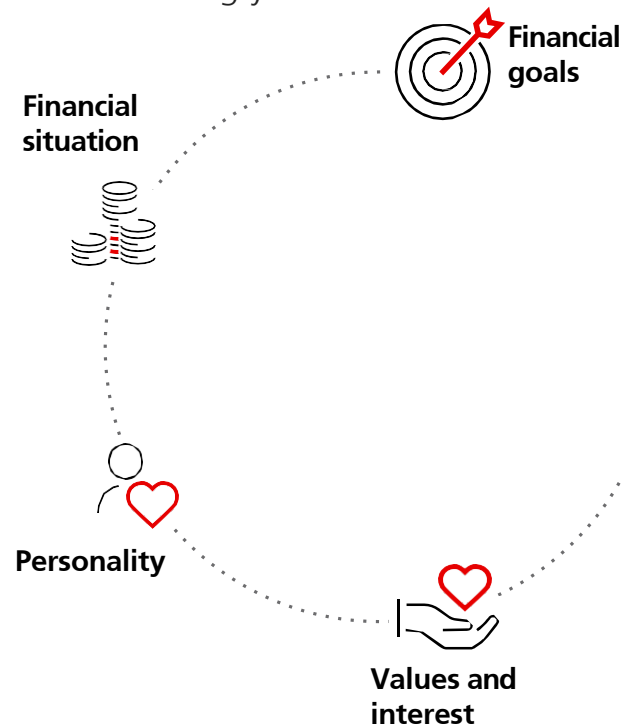 Financial
goals
Financial
situation
Personality
Values and
interest